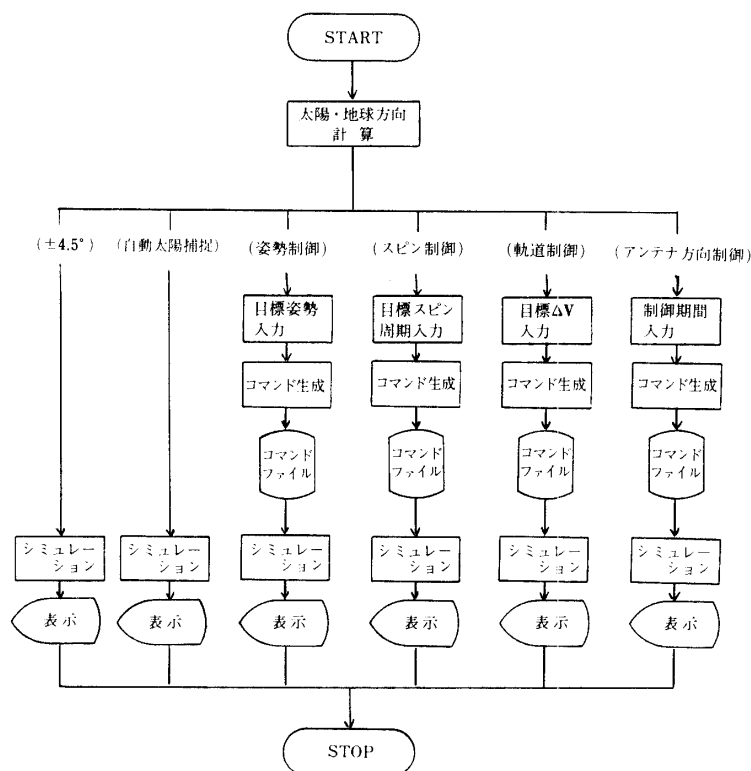 START
太陽・地球方向
計算
(±4.5°)
(自動太陽捕捉)
(姿勢制御)
(スピン制御)
(軌道制御)
(アンテナ方向制御)
目標姿勢
入力
目標スピン
周期入力
目標ΔV
入力
制御期間
入力
コマンド生成
コマンド生成
コマンド生成
コマンド生成
コマンド
ファイル
コマンド
ファイル
コマンド
ファイル
コマンド
ファイル
シミュレー
ション
シミュレー
ション
シミュレー
ション
シミュレー
ション
シミュレー
ション
シミュレー
ション
表示
表示
表示
表示
表示
表示
STOP